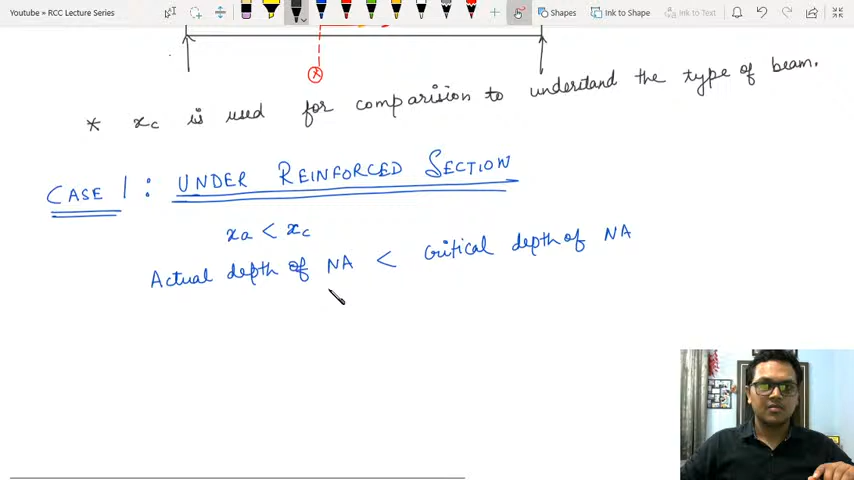 Youtube » RCC Lecture Series
Shapes
Ink to Shape
Ink to Text
x
* xc is used for comparision to understand the type of beam.
CASE 1: UNDER REINFORCED SECTION
xa < xc
Actual depth of NA < Critical depth of NA